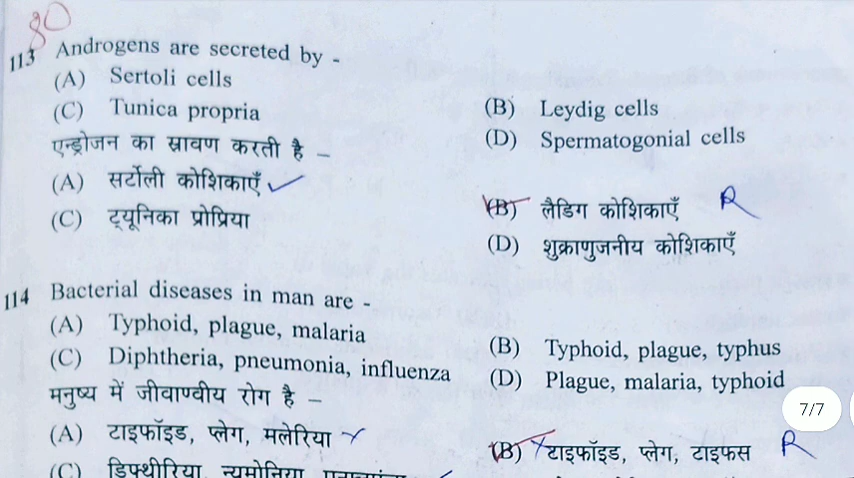 80
113 Androgens are secreted by -
(A) Sertoli cells
(B) Leydig cells
(C) Tunica propria
(D) Spermatogonial cells
एन्ड्रोजन का स्रावण करती है –
(A) सर्टोली कोशिकाएँ ✓
(B) लैडिग कोशिकाएँ R
(C) ट्यूनिका प्रोप्रिया
(D) शुक्राणुजनीय कोशिकाएँ
114 Bacterial diseases in man are -
(A) Typhoid, plague, malaria
(B) Typhoid, plague, typhus
(C) Diphtheria, pneumonia, influenza
(D) Plague, malaria, typhoid
मनुष्य में जीवाण्वीय रोग है –
7/7
(A) टाइफॉइड, प्लेग, मलेरिया
(B) टाइफॉइड, प्लेग, टाइफस R
(C) डिफ्थीरिया, न्यूमोनिया